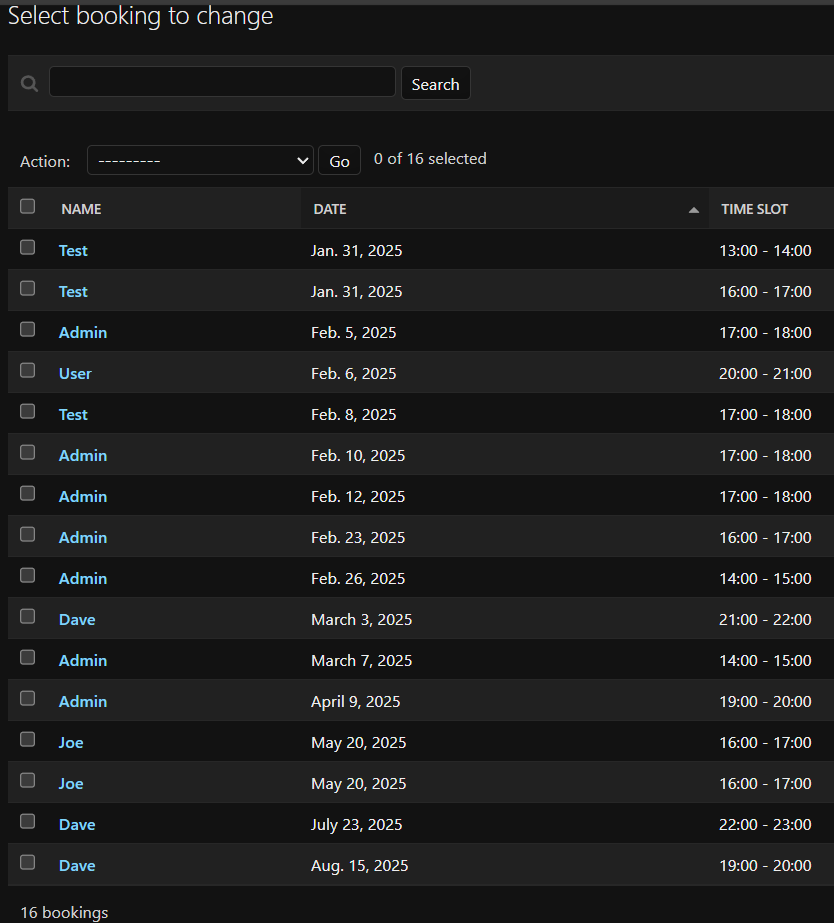 Select booking to change
Search
Action: --------- Go 0 of 16 selected
NAME DATE TIME SLOT
Test Jan. 31, 2025 13:00 - 14:00
Test Jan. 31, 2025 16:00 - 17:00
Admin Feb. 5, 2025 17:00 - 18:00
User Feb. 6, 2025 20:00 - 21:00
Test Feb. 8, 2025 17:00 - 18:00
Admin Feb. 10, 2025 17:00 - 18:00
Admin Feb. 12, 2025 17:00 - 18:00
Admin Feb. 23, 2025 16:00 - 17:00
Admin Feb. 26, 2025 14:00 - 15:00
Dave March 3, 2025 21:00 - 22:00
Admin March 7, 2025 14:00 - 15:00
Admin April 9, 2025 19:00 - 20:00
Joe May 20, 2025 16:00 - 17:00
Joe May 20, 2025 16:00 - 17:00
Dave July 23, 2025 22:00 - 23:00
Dave Aug. 15, 2025 19:00 - 20:00
16 bookings